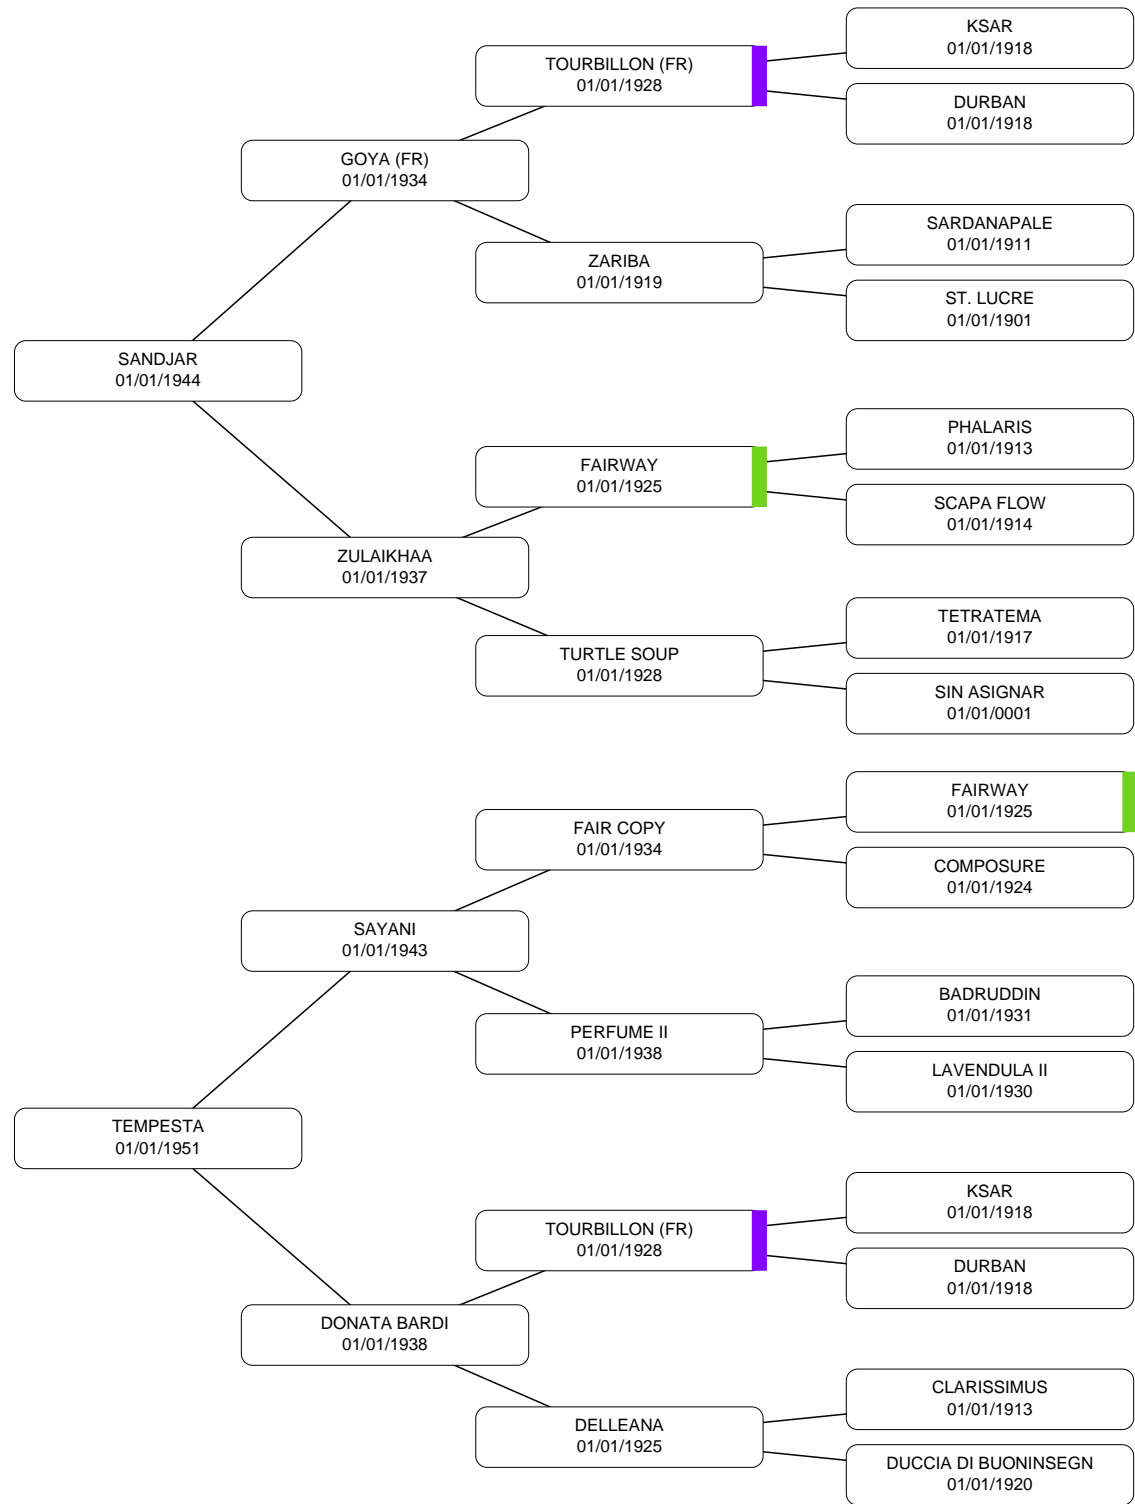 KSAR
01/01/1918
TOURBILLON (FR)
01/01/1928
DURBAN
01/01/1918
GOYA (FR)
01/01/1934
SARDANAPALE
01/01/1911
ZARIBA
01/01/1919
ST. LUCRE
01/01/1901
SANDJAR
01/01/1944
PHALARIS
01/01/1913
FAIRWAY
01/01/1925
SCAPA FLOW
01/01/1914
ZULAIKHAA
01/01/1937
TETRATEMA
01/01/1917
TURTLE SOUP
01/01/1928
SIN ASIGNAR
01/01/0001
FAIRWAY
01/01/1925
FAIR COPY
01/01/1934
COMPOSURE
01/01/1924
SAYANI
01/01/1943
BADRUDDIN
01/01/1931
PERFUME II
01/01/1938
LAVENDULA II
01/01/1930
TEMPESTA
01/01/1951
KSAR
01/01/1918
TOURBILLON (FR)
01/01/1928
DURBAN
01/01/1918
DONATA BARDI
01/01/1938
CLARISSIMUS
01/01/1913
DELLEANA
01/01/1925
DUCCIA DI BUONINSEGN
01/01/1920